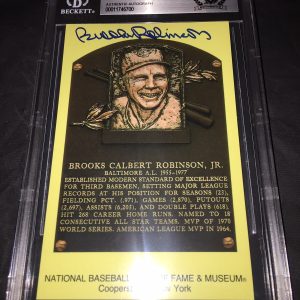 BECKETT
AUTHENTIC AUTOGRAPH
00011746700
Brooks Robinson
BROOKS CALBERT ROBINSON, JR.
BALTIMORE A.L. 1955-1977
ESTABLISHED MODERN STANDARD OF EXCELLENCE
FOR THIRD BASEMEN, SETTING MAJOR LEAGUE
RECORDS AT HIS POSITION FOR SEASONS (23),
FIELDING PCT. (.971), GAMES (2,870), PUTOUTS
(2,697), ASSISTS (6,205), AND DOUBLE PLAYS (618).
HIT 268 CAREER HOME RUNS. NAMED TO 18
CONSECUTIVE ALL STAR TEAMS. MVP OF 1970
WORLD SERIES. AMERICAN LEAGUE MVP IN 1964.
NATIONAL BASEBALL FAME & MUSEUM
Coopers York